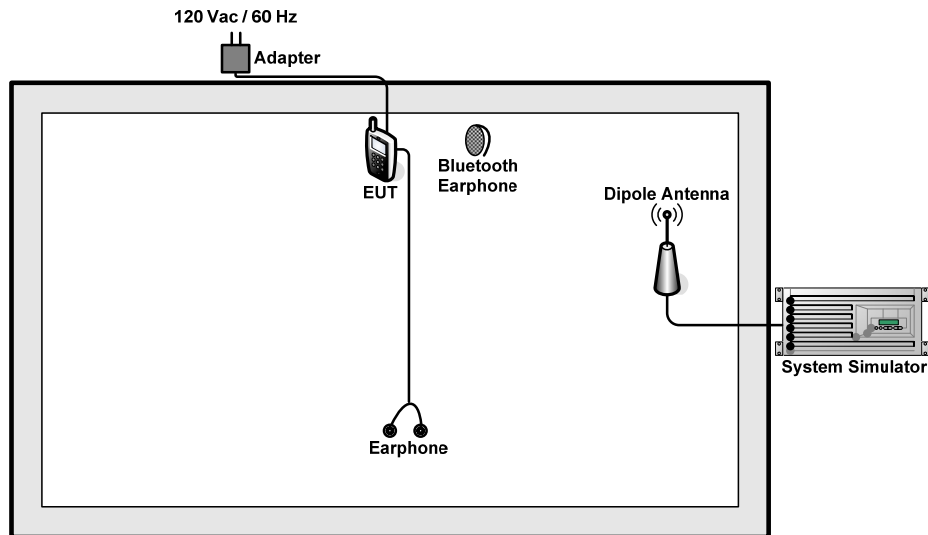 120 Vac / 60 Hz
Adapter
EUT
Bluetooth
Earphone
Dipole Antenna
System Simulator
Earphone